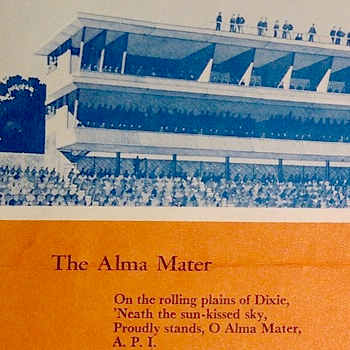 The Alma Mater
On the rolling plains of Dixie,
'Neath the sun-kissed sky,
Proudly stands, O Alma Mater,
A. P. I.